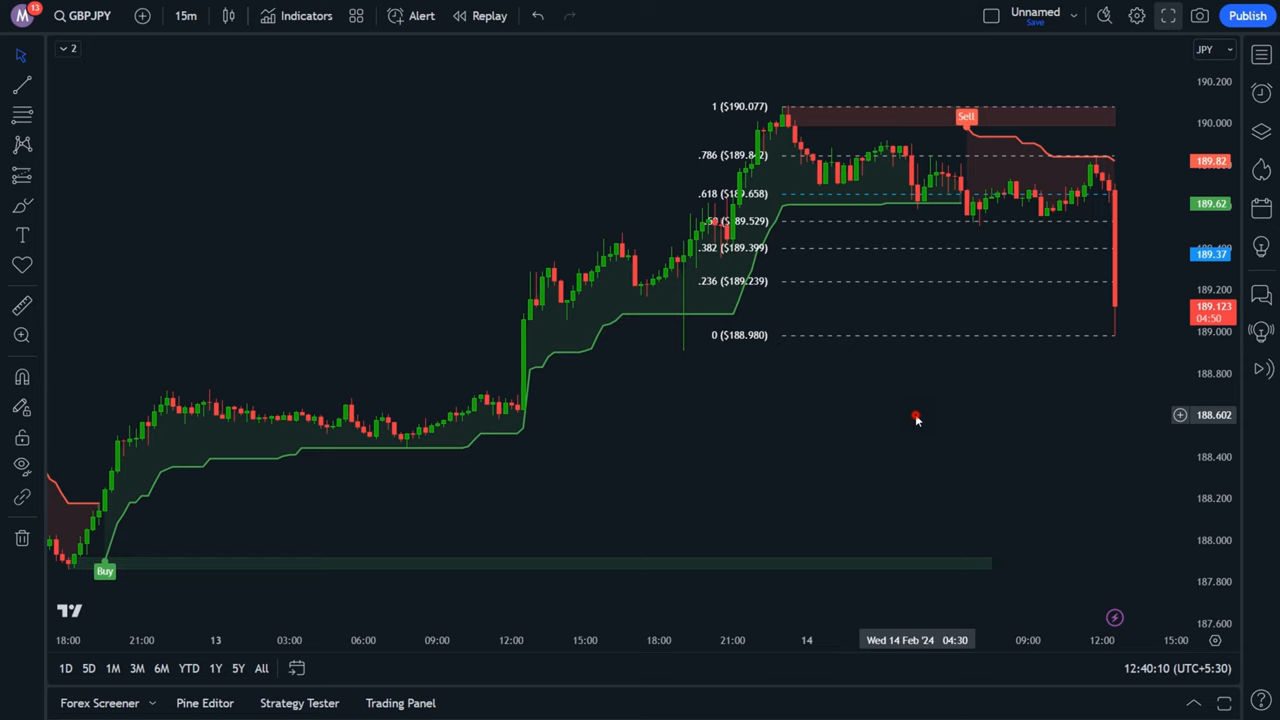 M
13
GBPJPY
15m
Indicators
Alert
Replay
Unnamed
Save
Publish
2
JPY
190.200
190.000
189.82
189.62
189.37
189.200
189.123
04:50
189.000
188.800
188.602
188.400
188.200
188.000
187.800
187.600
1 ($190.077)
.618 ($189.658)
.382 ($189.399)
.236 ($189.239)
0 ($188.980)
Sell
Buy
18:00
21:00
13
03:00
06:00
09:00
12:00
15:00
18:00
21:00
14
Wed 14 Feb '24 04:30
09:00
12:00
15:00
1D
5D
1M
3M
6M
YTD
1Y
5Y
All
12:40:10 (UTC+5:30)
Forex Screener
Pine Editor
Strategy Tester
Trading Panel